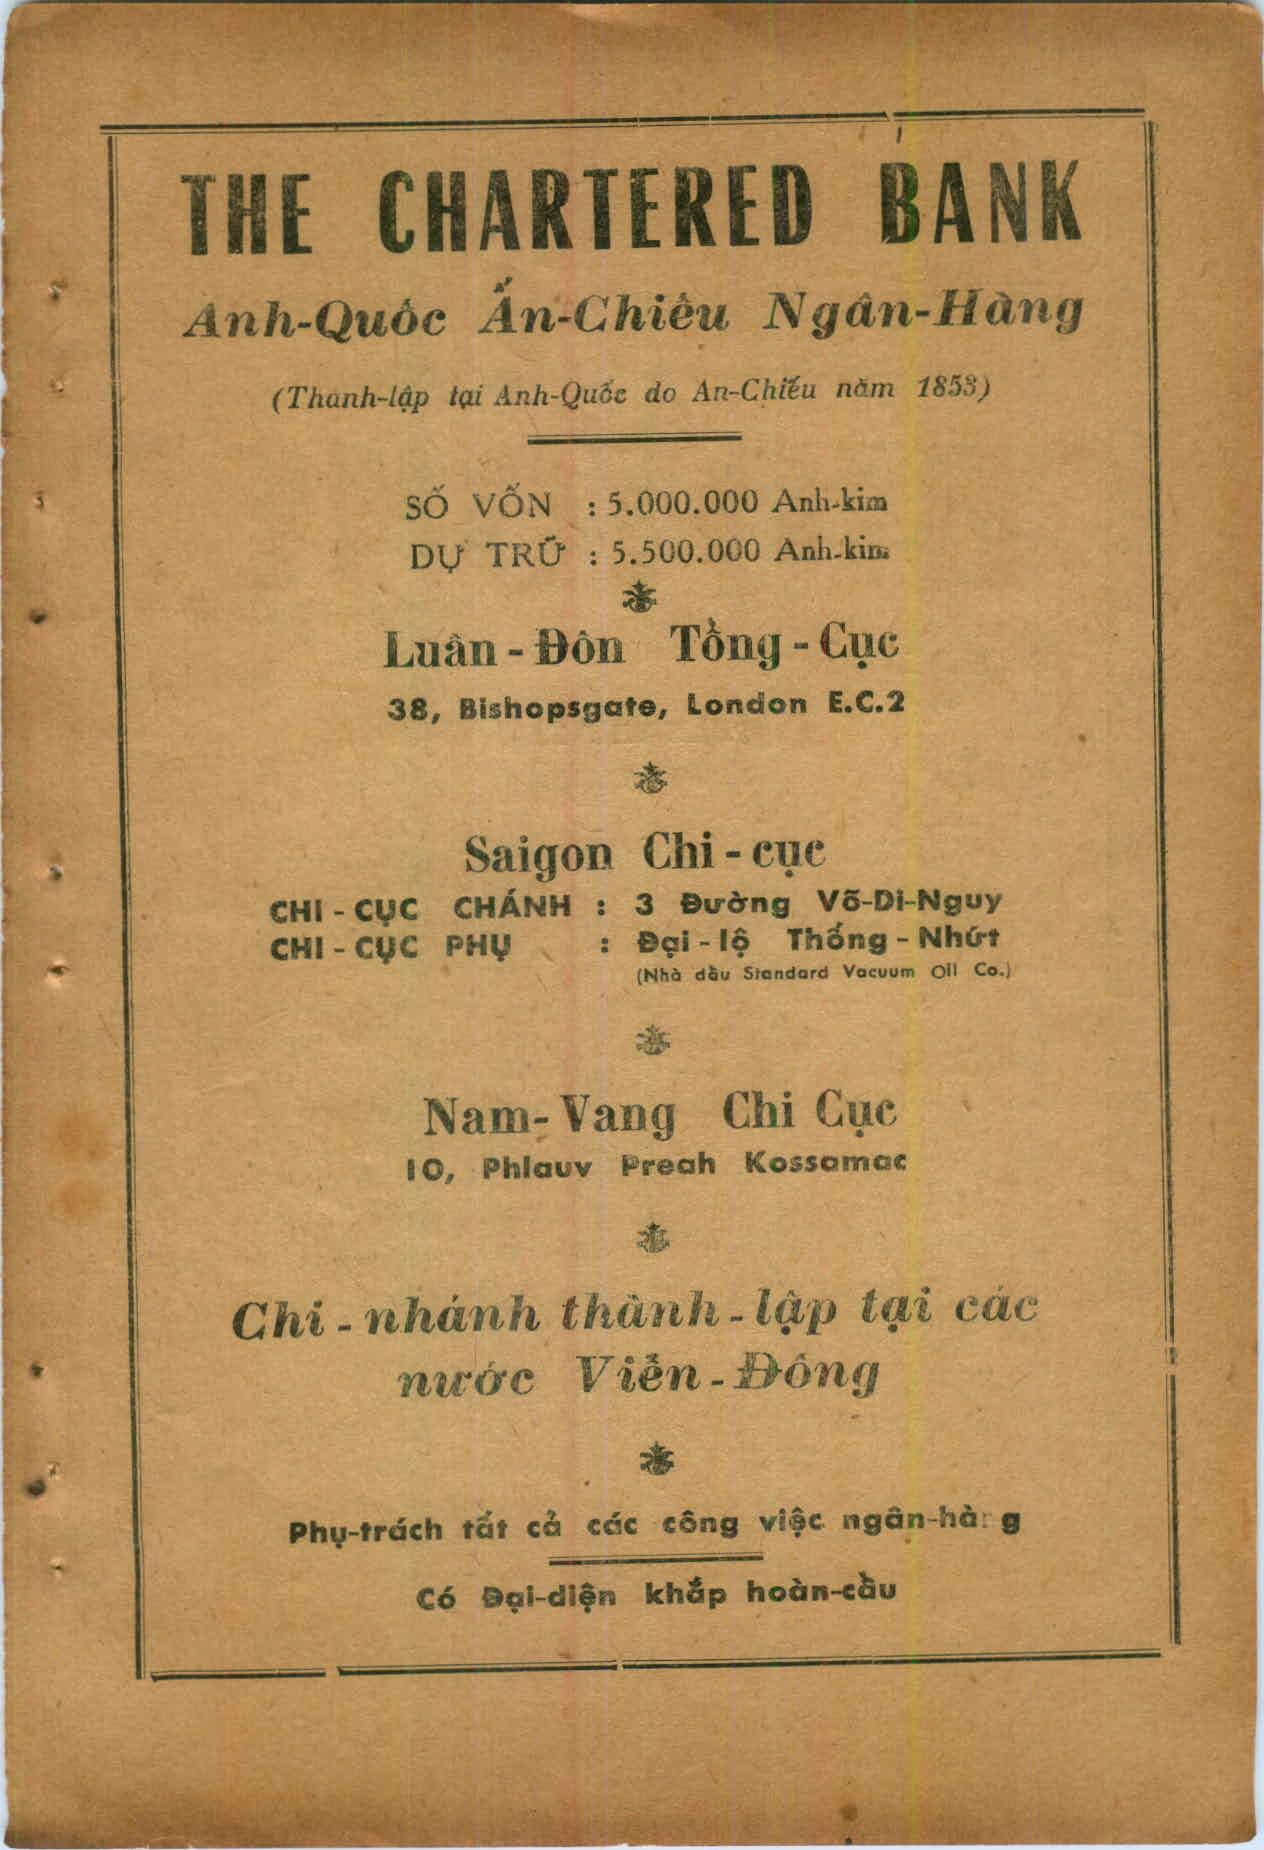 THE CHARTERED BANK
Anh-Quốc Ấn-Chiếu Ngân-Hàng
(Thành-lập tại Anh-Quốc do Ấn-Chiếu năm 1853)
SỐ VỐN : 5.000.000 Anh-kim
DỰ TRỮ : 5.500.000 Anh-kim
Luân-Đôn Tổng-Cục
38, Bishopsgate, London E.C.2
Saigon Chi-cục
CHI-CỤC CHÁNH : 3 Đường Võ-Di-Nguy
CHI-CỤC PHỤ : Đại-lộ Thống-Nhứt
(Nhà dầu Standard Vacuum Oil Co.)
Nam-Vang Chi Cục
10, Phlauv Preah Kossamac
Chi-nhánh thành-lập tại các
nước Viễn-Đông
Phụ-trách tất cả các công việc ngân-hàng
Có Đại-diện khắp hoàn-cầu